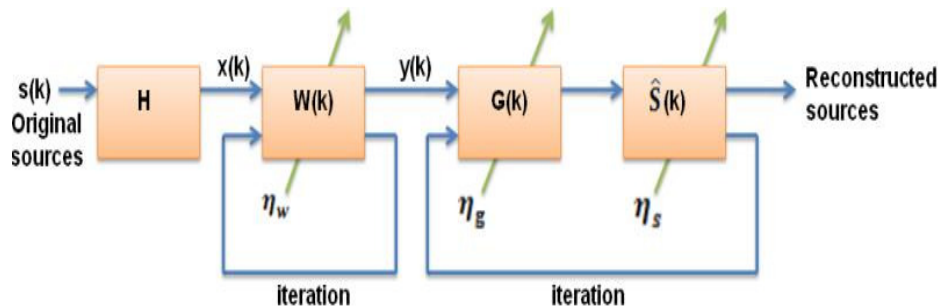 s(k)
Original
sources
H
x(k)
W(k)
η_w
iteration
y(k)
G(k)
η_g
Ŝ(k)
η_s
iteration
Reconstructed
sources